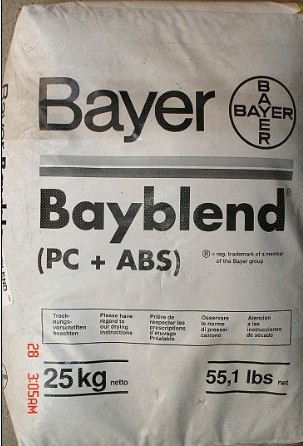 Bayer
BAYER
BAYER
Bayblend®
(PC + ABS)
® = reg. trademark of a member
of the Bayer group
Trock-
nungs-
vorschriften
beachten
Please have
regard to
our drying
instructions
Prière de
respecter les
prescriptions
d'étuvage
Préalable
Osservare
le norme
di preessi-
cazione
Atención
a las
instrucciones
de secado
25 kg netto
55,1 lbs net
28 3:05AM